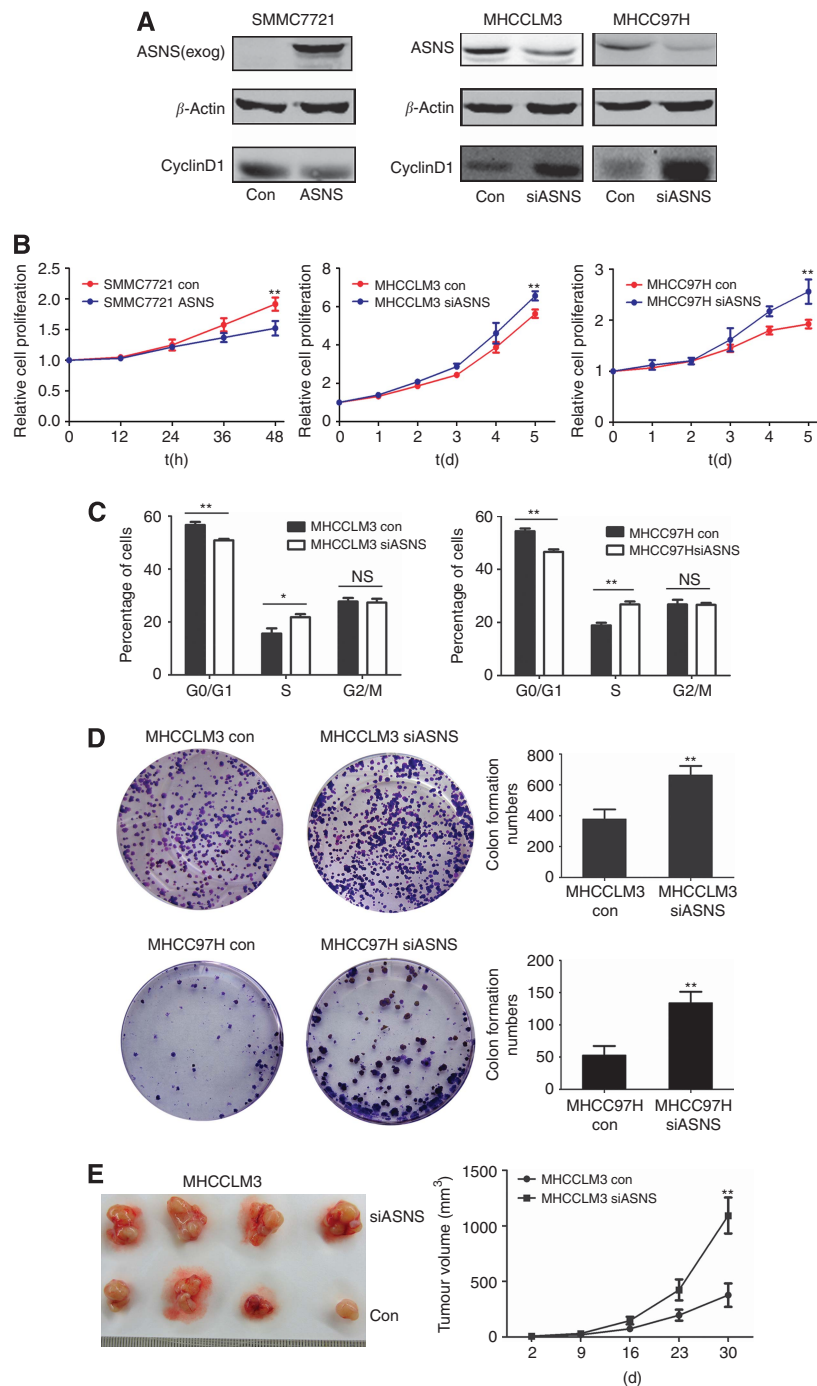 A
SMMC7721
MHCCLM3
MHCC97H
ASNS(exog)
ASNS
β-Actin
β-Actin
CyclinD1
CyclinD1
Con
ASNS
Con
siASNS
Con
siASNS
B
Relative cell proliferation
2.5
2.0
1.5
1.0
0.5
0.0
SMMC7721 con
SMMC7721 ASNS
**
0
12
24
36
48
t(h)
Relative cell proliferation
8
6
4
2
0
MHCCLM3 con
MHCCLM3 siASNS
**
0
1
2
3
4
5
t(d)
Relative cell proliferation
3
2
1
0
MHCC97H con
MHCC97H siASNS
**
0
1
2
3
4
5
t(d)
C
Percentage of cells
60
40
20
0
**
MHCCLM3 con
MHCCLM3 siASNS
*
NS
G0/G1
S
G2/M
Percentage of cells
60
40
20
0
**
MHCC97H con
MHCC97HsiASNS
**
NS
G0/G1
S
G2/M
D
MHCCLM3 con
MHCCLM3 siASNS
Colon formation
numbers
800
600
400
200
0
**
MHCCLM3
con
MHCCLM3
siASNS
MHCC97H con
MHCC97H siASNS
Colon formation
numbers
200
150
100
50
0
**
MHCC97H
con
MHCC97H
siASNS
E
MHCCLM3
siASNS
Con
Tumour volume (mm³)
1500
1000
500
0
MHCCLM3 con
MHCCLM3 siASNS
**
2
9
16
23
30
(d)